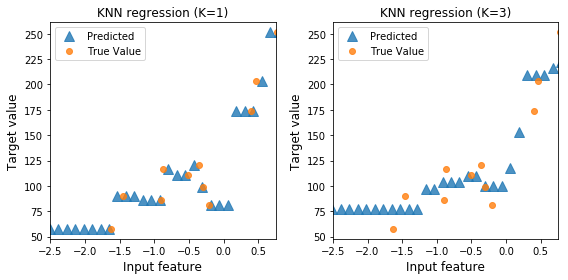 KNN regression (K=1)
Predicted
True Value
Target value
250
225
200
175
150
125
100
75
50
−2.5 −2.0 −1.5 −1.0 −0.5 0.0 0.5
Input feature
KNN regression (K=3)
Predicted
True Value
Target value
250
225
200
175
150
125
100
75
50
−2.5 −2.0 −1.5 −1.0 −0.5 0.0 0.5
Input feature